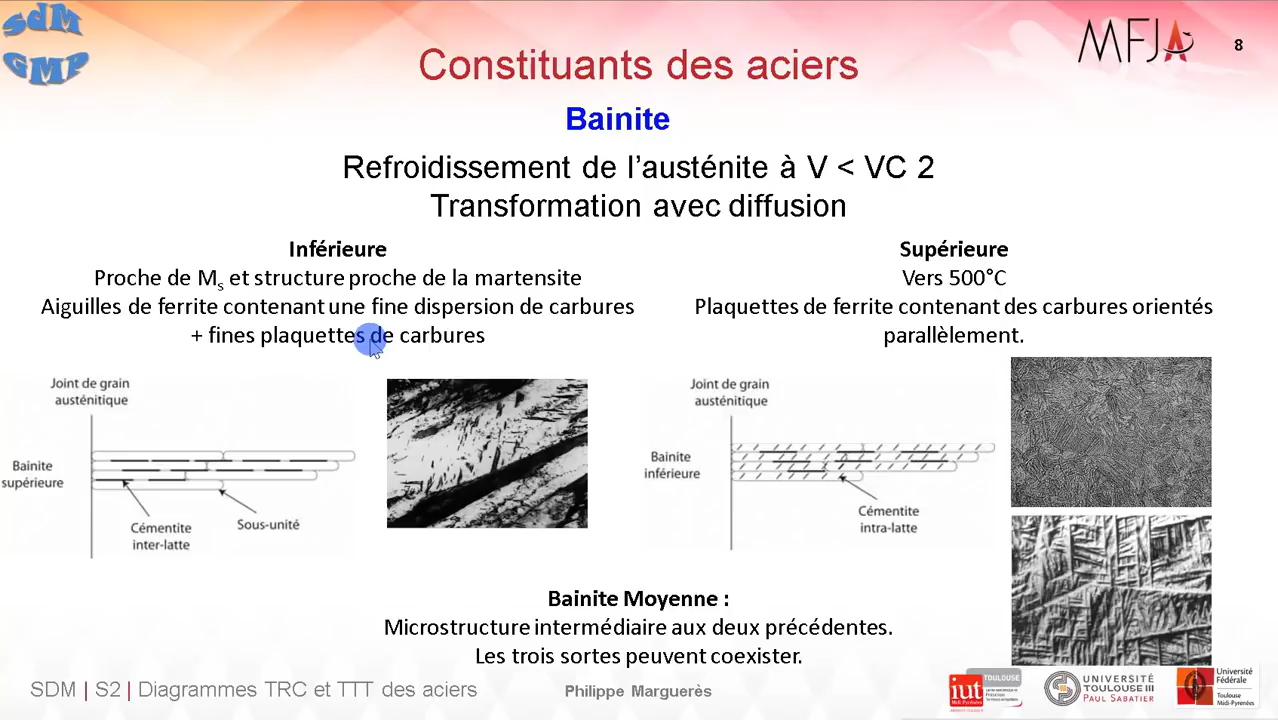 SdM
GMP
MFJA
8
Constituants des aciers
Bainite
Refroidissement de l’austénite à V < VC 2
Transformation avec diffusion
Inférieure
Proche de Ms et structure proche de la martensite
Aiguilles de ferrite contenant une fine dispersion de carbures
+ fines plaquettes de carbures
Supérieure
Vers 500°C
Plaquettes de ferrite contenant des carbures orientés
parallèlement.
Joint de grain
austénitique
Bainite
supérieure
Cémentite
inter-latte
Sous-unité
Joint de grain
austénitique
Bainite
inférieure
Cémentite
intra-latte
Bainite Moyenne :
Microstructure intermédiaire aux deux précédentes.
Les trois sortes peuvent coexister.
SDM | S2 | Diagrammes TRC et TTT des aciers
Philippe Marguerès
iut
Midi Pyrénées
TOULOUSE
UNIVERSITÉ
TOULOUSE III
PAUL SABATIER
Université
Fédérale
Toulouse
Midi-Pyrénées